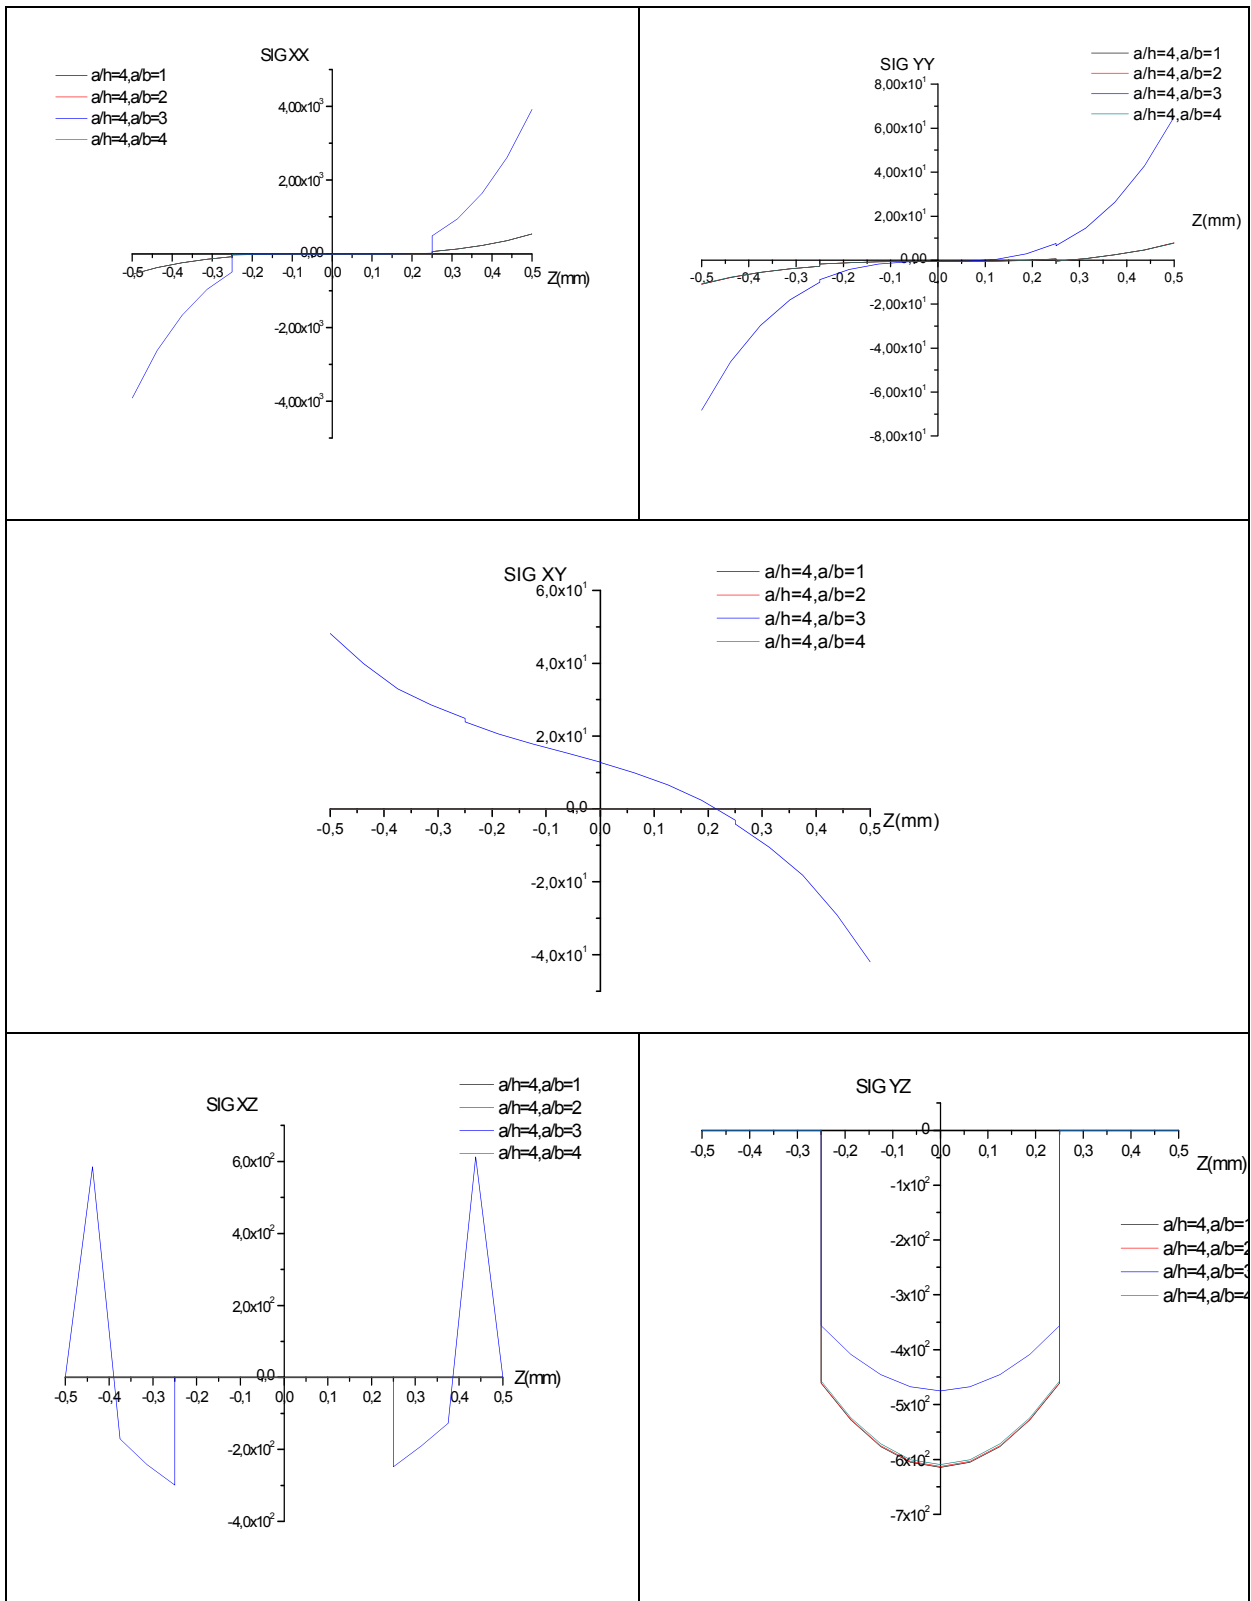 SIG XX
a/h=4,a/b=1
a/h=4,a/b=2
a/h=4,a/b=3
a/h=4,a/b=4
4,00x10³
2,00x10³
0,00
-0,5 -0,4 -0,3 -0,2 -0,1 0,0 0,1 0,2 0,3 0,4 0,5
Z(mm)
-2,00x10³
-4,00x10³
SIG YY
a/h=4,a/b=1
a/h=4,a/b=2
a/h=4,a/b=3
a/h=4,a/b=4
8,00x10¹
6,00x10¹
4,00x10¹
2,00x10¹
Z(mm)
0,00
-0,5 -0,4 -0,3 -0,2 -0,1 0,0 0,1 0,2 0,3 0,4 0,5
-2,00x10¹
-4,00x10¹
-6,00x10¹
-8,00x10¹
SIG XY
a/h=4,a/b=1
a/h=4,a/b=2
a/h=4,a/b=3
a/h=4,a/b=4
6,0x10¹
4,0x10¹
2,0x10¹
0,0
-0,5 -0,4 -0,3 -0,2 -0,1 0,0 0,1 0,2 0,3 0,4 0,5
Z(mm)
-2,0x10¹
-4,0x10¹
SIG XZ
a/h=4,a/b=1
a/h=4,a/b=2
a/h=4,a/b=3
a/h=4,a/b=4
6,0x10²
4,0x10²
2,0x10²
0,0
-0,5 -0,4 -0,3 -0,2 -0,1 0,0 0,1 0,2 0,3 0,4 0,5
Z(mm)
-2,0x10²
-4,0x10²
SIG YZ
0
-0,5 -0,4 -0,3 -0,2 -0,1 0,0 0,1 0,2 0,3 0,4 0,5
Z(mm)
-1x10²
-2x10²
-3x10²
-4x10²
-5x10²
-6x10²
-7x10²
a/h=4,a/b=1
a/h=4,a/b=2
a/h=4,a/b=3
a/h=4,a/b=4